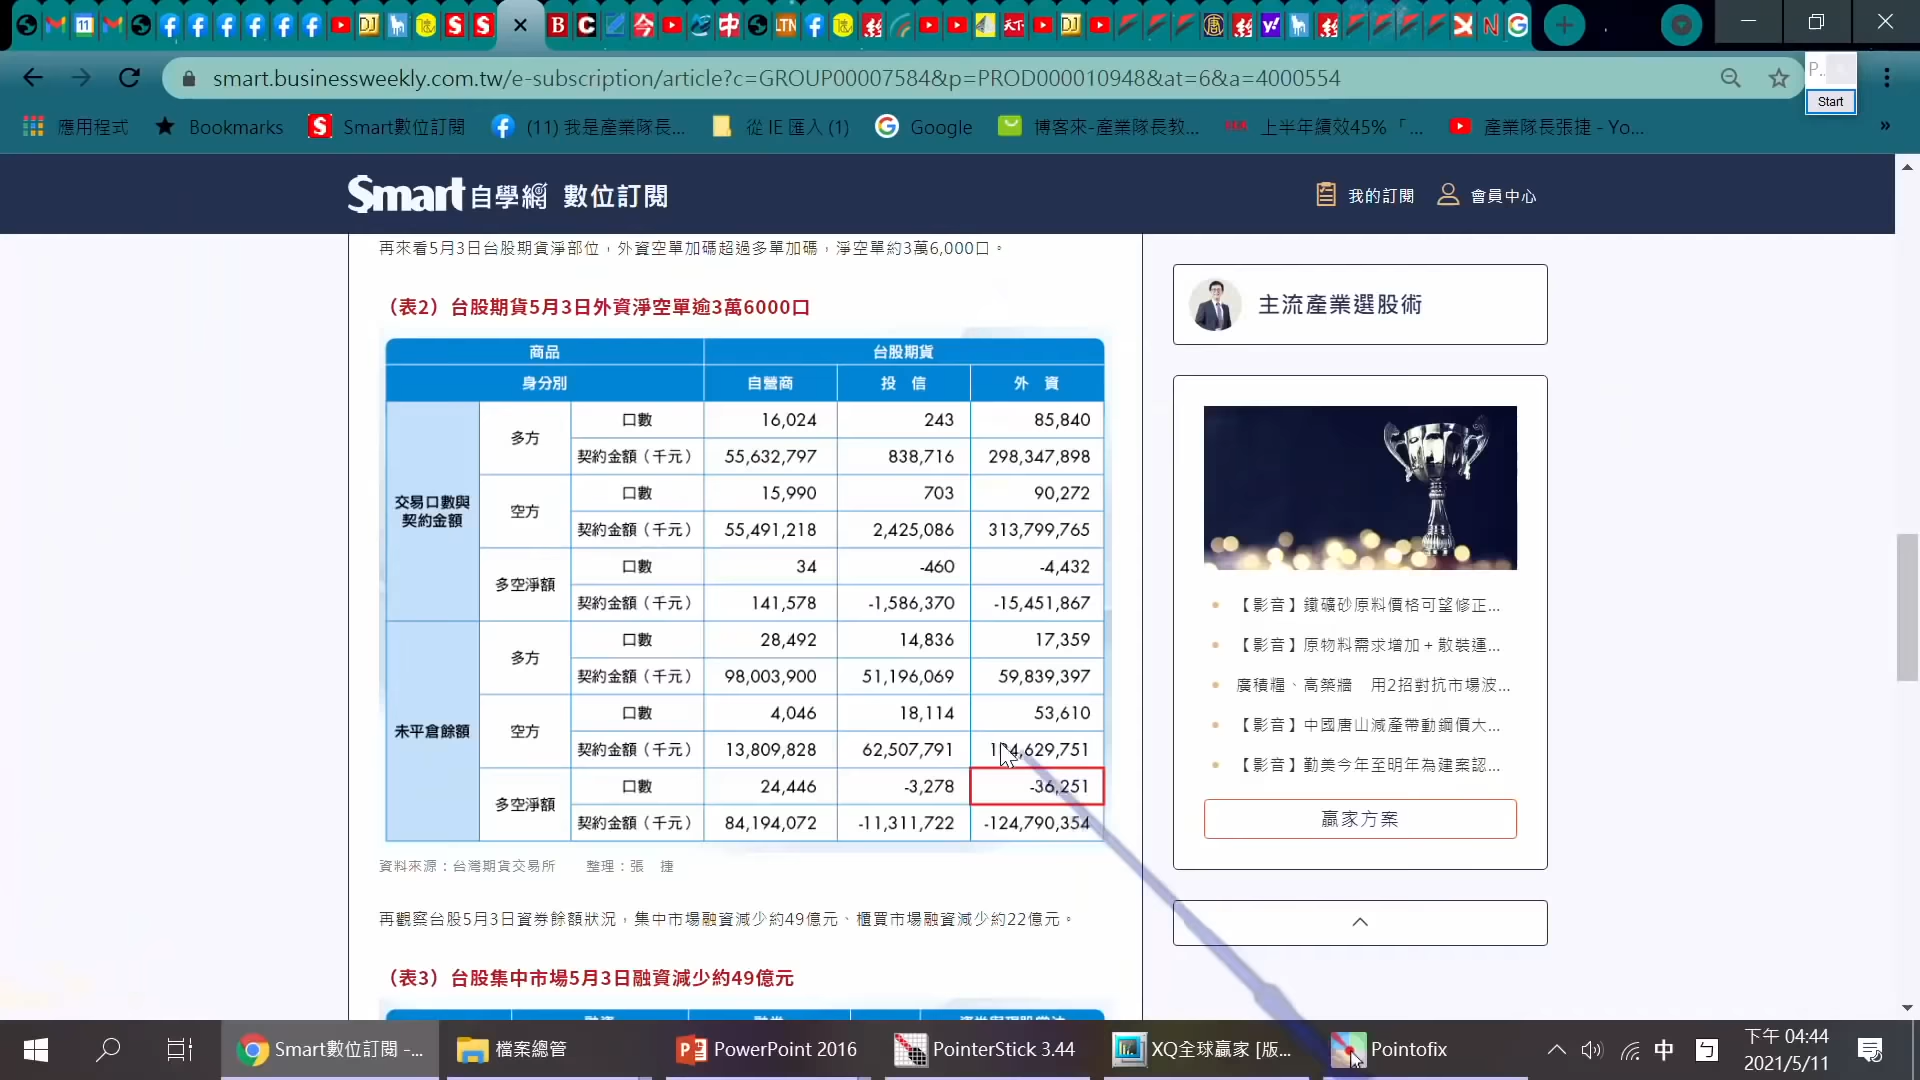 smart.businessweekly.com.tw/e-subscription/article?c=GROUP00007584&p=PROD000010948&at=6&a=4000554
P...
Start
應用程式
Bookmarks
Smart數位訂閱
(11) 我是產業隊長...
從 IE 匯入 (1)
Google
博客來-產業隊長教...
上半年績效45% 「...
產業隊長張捷 - Yo...
Smart自學網 數位訂閱
我的訂閱
會員中心
再來看5月3日台股期貨淨部位，外資空單加碼超過多單加碼，淨空單約3萬6,000口。
（表2）台股期貨5月3日外資淨空單逾3萬6000口
商品 台股期貨
身分別 自營商 投 信 外 資
交易口數與契約金額 多方 口數 16,024 243 85,840
契約金額（千元） 55,632,797 838,716 298,347,898
空方 口數 15,990 703 90,272
契約金額（千元） 55,491,218 2,425,086 313,799,765
多空淨額 口數 34 -460 -4,432
契約金額（千元） 141,578 -1,586,370 -15,451,867
未平倉餘額 多方 口數 28,492 14,836 17,359
契約金額（千元） 98,003,900 51,196,069 59,839,397
空方 口數 4,046 18,114 53,610
契約金額（千元） 13,809,828 62,507,791 184,629,751
多空淨額 口數 24,446 -3,278 -36,251
契約金額（千元） 84,194,072 -11,311,722 -124,790,354
資料來源：台灣期貨交易所 整理：張 捷
再觀察台股5月3日資券餘額狀況，集中市場融資減少約49億元、櫃買市場融資減少約22億元。
（表3）台股集中市場5月3日融資減少約49億元
主流產業選股術
【影音】鐵礦砂原料價格可望修正...
【影音】原物料需求增加＋散裝運...
廣積糧、高築牆 用2招對抗市場波...
【影音】中國唐山減產帶動鋼價大...
【影音】勤美今年至明年為建案認...
贏家方案
Smart數位訂閱 -...
檔案總管
PowerPoint 2016
PointerStick 3.44
XQ全球贏家 [版...
Pointofix
中
下午 04:44
2021/5/11